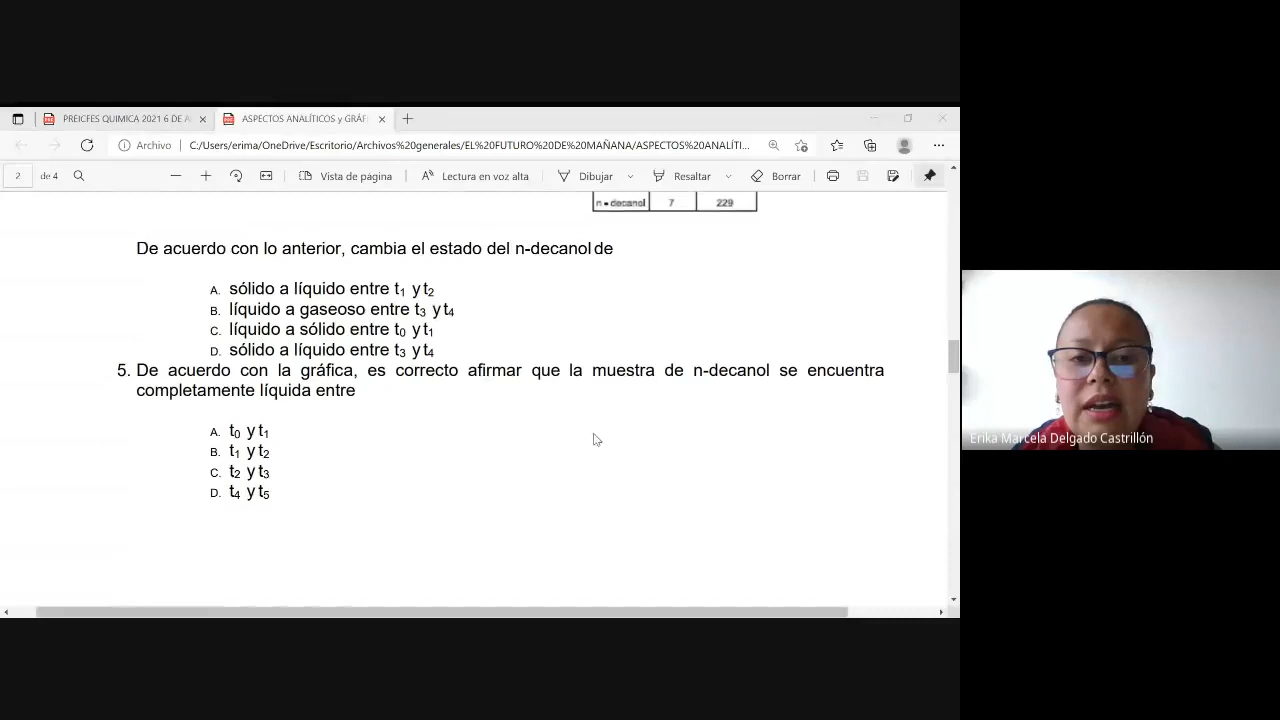 PREICFES QUIMICA 2021 6 DE A
ASPECTOS ANALÍTICOS y GRÁF
Archivo
C:/Users/erima/OneDrive/Escritorio/Archivos%20generales/EL%20FUTURO%20DE%20MAÑANA/ASPECTOS%20ANALÍTI...
2 de 4
Vista de página
Lectura en voz alta
Dibujar
Resaltar
Borrar
n - decanol 7 229
De acuerdo con lo anterior, cambia el estado del n-decanol de
A. sólido a líquido entre t₁ y t₂
B. líquido a gaseoso entre t₃ y t₄
C. líquido a sólido entre t₀ y t₁
D. sólido a líquido entre t₃ y t₄
5. De acuerdo con la gráfica, es correcto afirmar que la muestra de n-decanol se encuentra
completamente líquida entre
A. t₀ y t₁
B. t₁ y t₂
C. t₂ y t₃
D. t₄ y t₅
Erika Marcela Delgado Castrillón